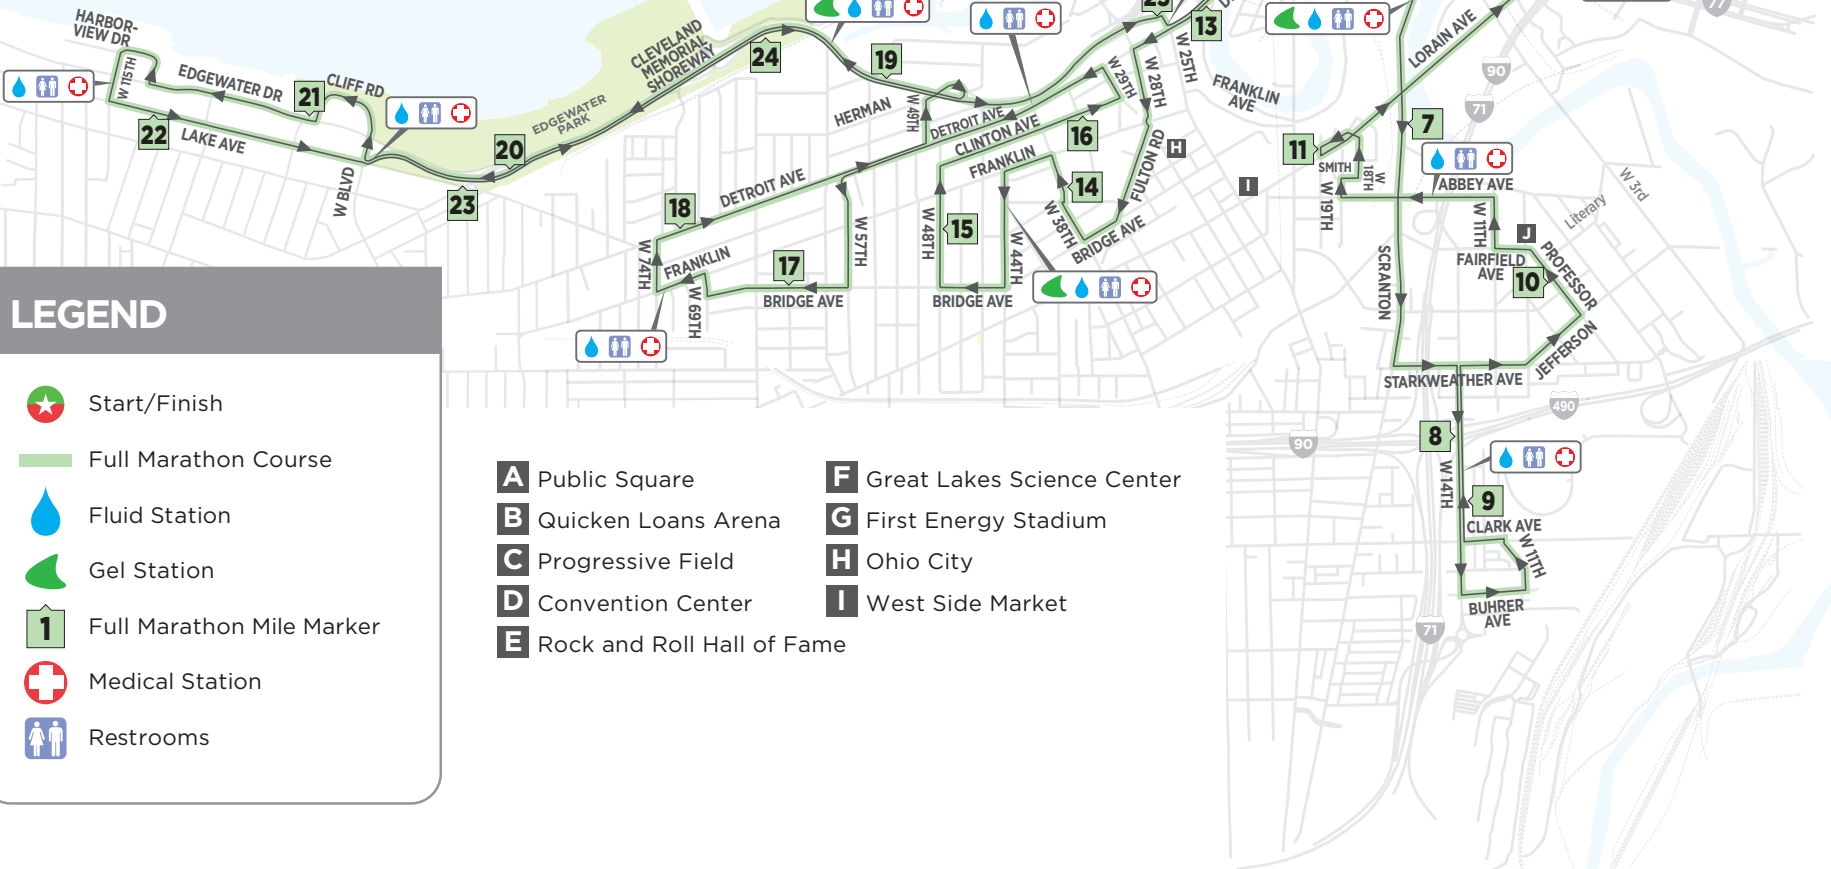 HARBOR-
VIEW DR
W 115TH
EDGEWATER DR
21
CLIFF RD
22
LAKE AVE
W BLVD
20
23
EDGEWATER
PARK
CLEVELAND
MEMORIAL
SHOREWAY
24
19
HERMAN
W 49TH
DETROIT AVE
CLINTON AVE
FRANKLIN
16
W 29TH
W 28TH
W 25TH
13
FRANKLIN
AVE
FULTON RD
H
I
14
W 38TH
BRIDGE AVE
15
W 48TH
W 44TH
BRIDGE AVE
18
DETROIT AVE
W 74TH
FRANKLIN
W 69TH
17
BRIDGE AVE
W 57TH
LORAIN AVE
90
71
77
7
11
SMITH
W 18TH
W 19TH
ABBEY AVE
W 11TH
J
FAIRFIELD
AVE
10
PROFESSOR
Literary
W 3rd
SCRANTON
JEFFERSON
STARKWEATHER AVE
490
90
8
W 14TH
9
CLARK AVE
W 11TH
BUHRER
AVE
71
LEGEND
Start/Finish
Full Marathon Course
Fluid Station
Gel Station
1 Full Marathon Mile Marker
Medical Station
Restrooms
A Public Square
B Quicken Loans Arena
C Progressive Field
D Convention Center
E Rock and Roll Hall of Fame
F Great Lakes Science Center
G First Energy Stadium
H Ohio City
I West Side Market